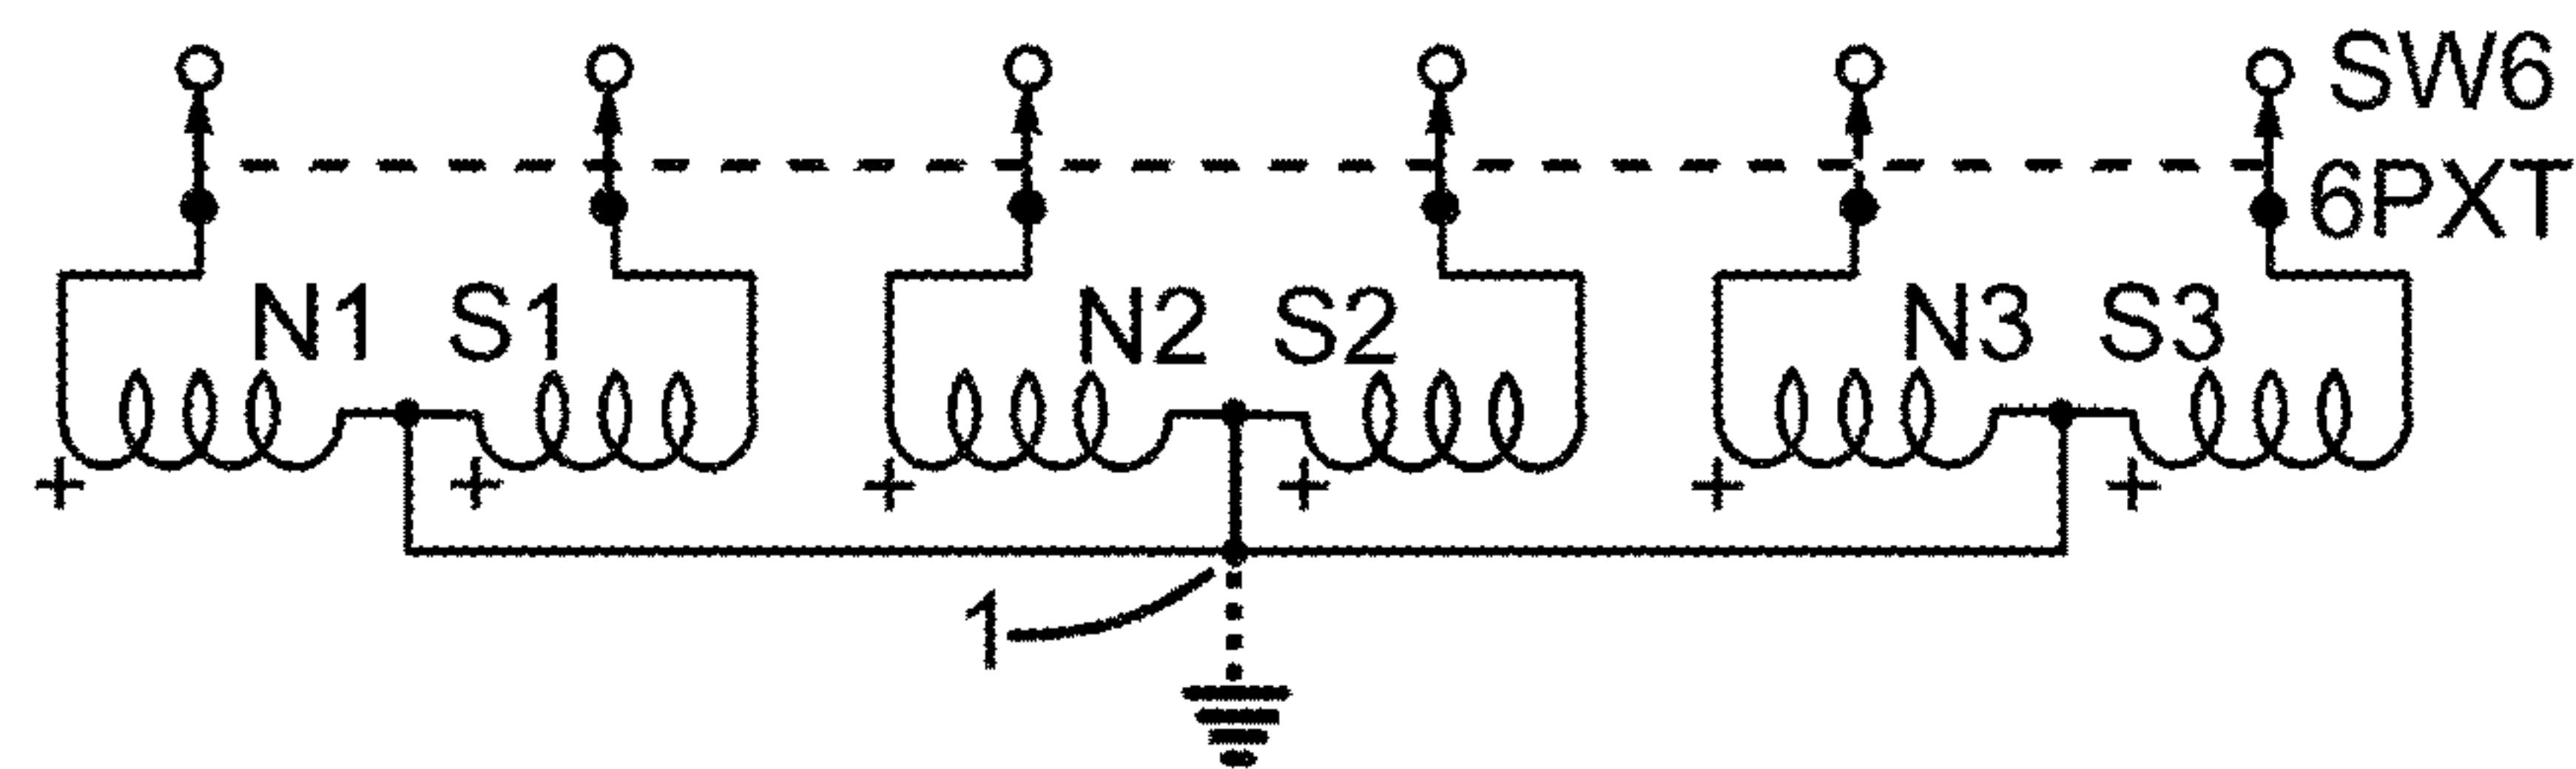 SW6
6PXT
N1 S1 N2 S2 N3 S3
+ + + + + +
1